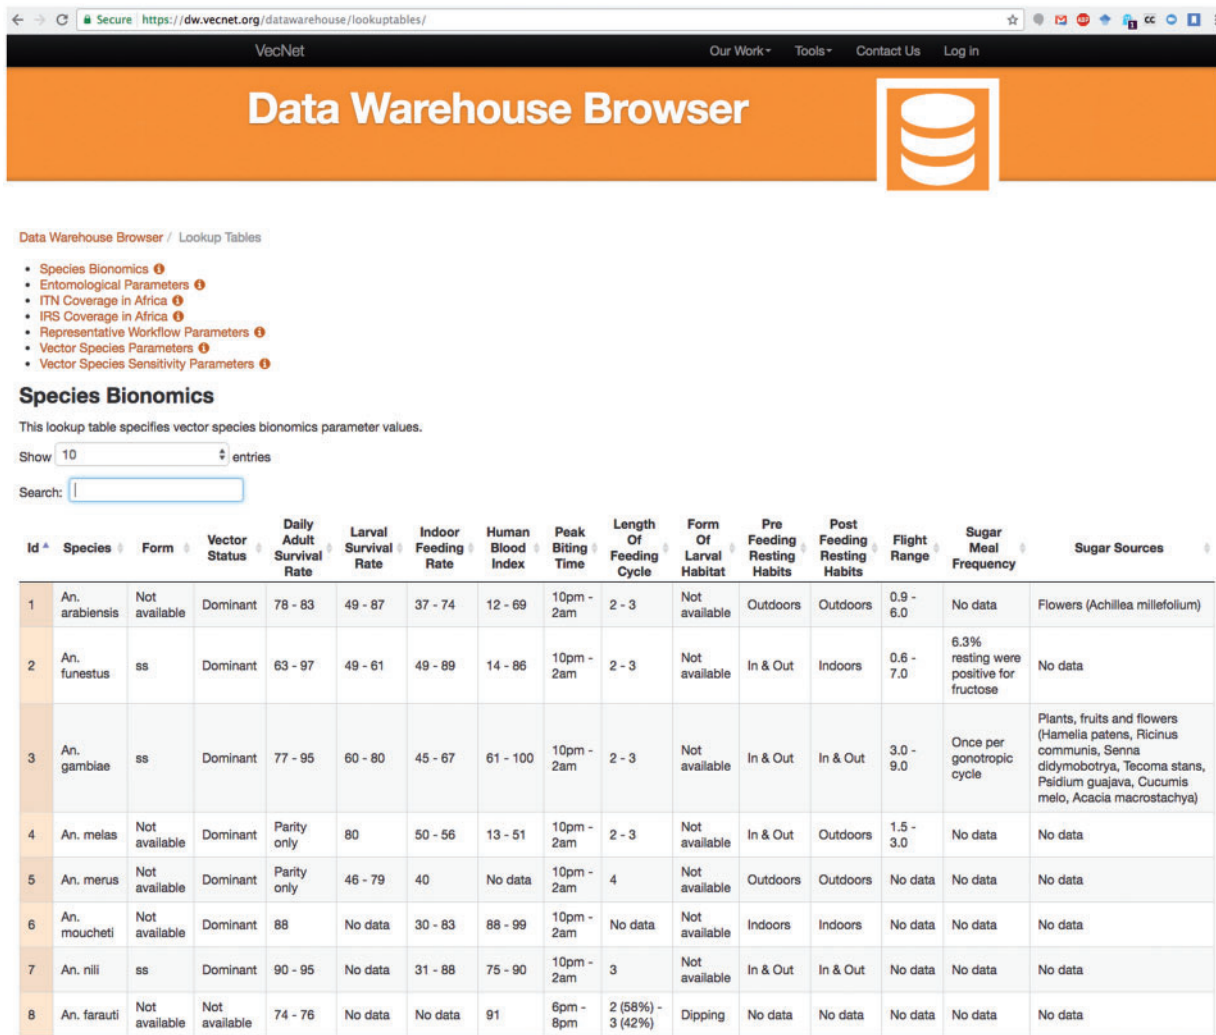 Secure https://dw.vecnet.org/datawarehouse/lookuptables/
VecNet Our Work Tools Contact Us Log in
Data Warehouse Browser
Data Warehouse Browser / Lookup Tables
• Species Bionomics
• Entomological Parameters
• ITN Coverage in Africa
• IRS Coverage in Africa
• Representative Workflow Parameters
• Vector Species Parameters
• Vector Species Sensitivity Parameters
Species Bionomics
This lookup table specifies vector species bionomics parameter values.
Show 10 entries
Search:
Id Species Form Vector Status Daily Adult Survival Rate Larval Survival Rate Indoor Feeding Rate Human Blood Index Peak Biting Time Length Of Feeding Cycle Form Of Larval Habitat Pre Feeding Resting Habits Post Feeding Resting Habits Flight Range Sugar Meal Frequency Sugar Sources
1 An. arabiensis Not available Dominant 78 - 83 49 - 87 37 - 74 12 - 69 10pm - 2am 2 - 3 Not available Outdoors Outdoors 0.9 - 6.0 No data Flowers (Achillea millefolium)
2 An. funestus ss Dominant 63 - 97 49 - 61 49 - 89 14 - 86 10pm - 2am 2 - 3 Not available In & Out Indoors 0.6 - 7.0 6.3% resting were positive for fructose No data
3 An. gambiae ss Dominant 77 - 95 60 - 80 45 - 67 61 - 100 10pm - 2am 2 - 3 Not available In & Out In & Out 3.0 - 9.0 Once per gonotropic cycle Plants, fruits and flowers (Hamelia patens, Ricinus communis, Senna didymobotrya, Tecoma stans, Psidium guajava, Cucumis melo, Acacia macrostachya)
4 An. melas Not available Dominant Parity only 80 50 - 56 13 - 51 10pm - 2am 2 - 3 Not available In & Out Outdoors 1.5 - 3.0 No data No data
5 An. merus Not available Dominant Parity only 46 - 79 40 No data 10pm - 2am 4 Not available Outdoors Outdoors No data No data No data
6 An. moucheti Not available Dominant 88 No data 30 - 83 88 - 99 10pm - 2am No data Not available Indoors Indoors No data No data No data
7 An. nili ss Dominant 90 - 95 No data 31 - 88 75 - 90 10pm - 2am 3 Not available In & Out In & Out No data No data No data
8 An. farauti Not available Not available 74 - 76 No data No data 91 6pm - 8pm 2 (58%) - 3 (42%) Dipping No data No data No data No data No data